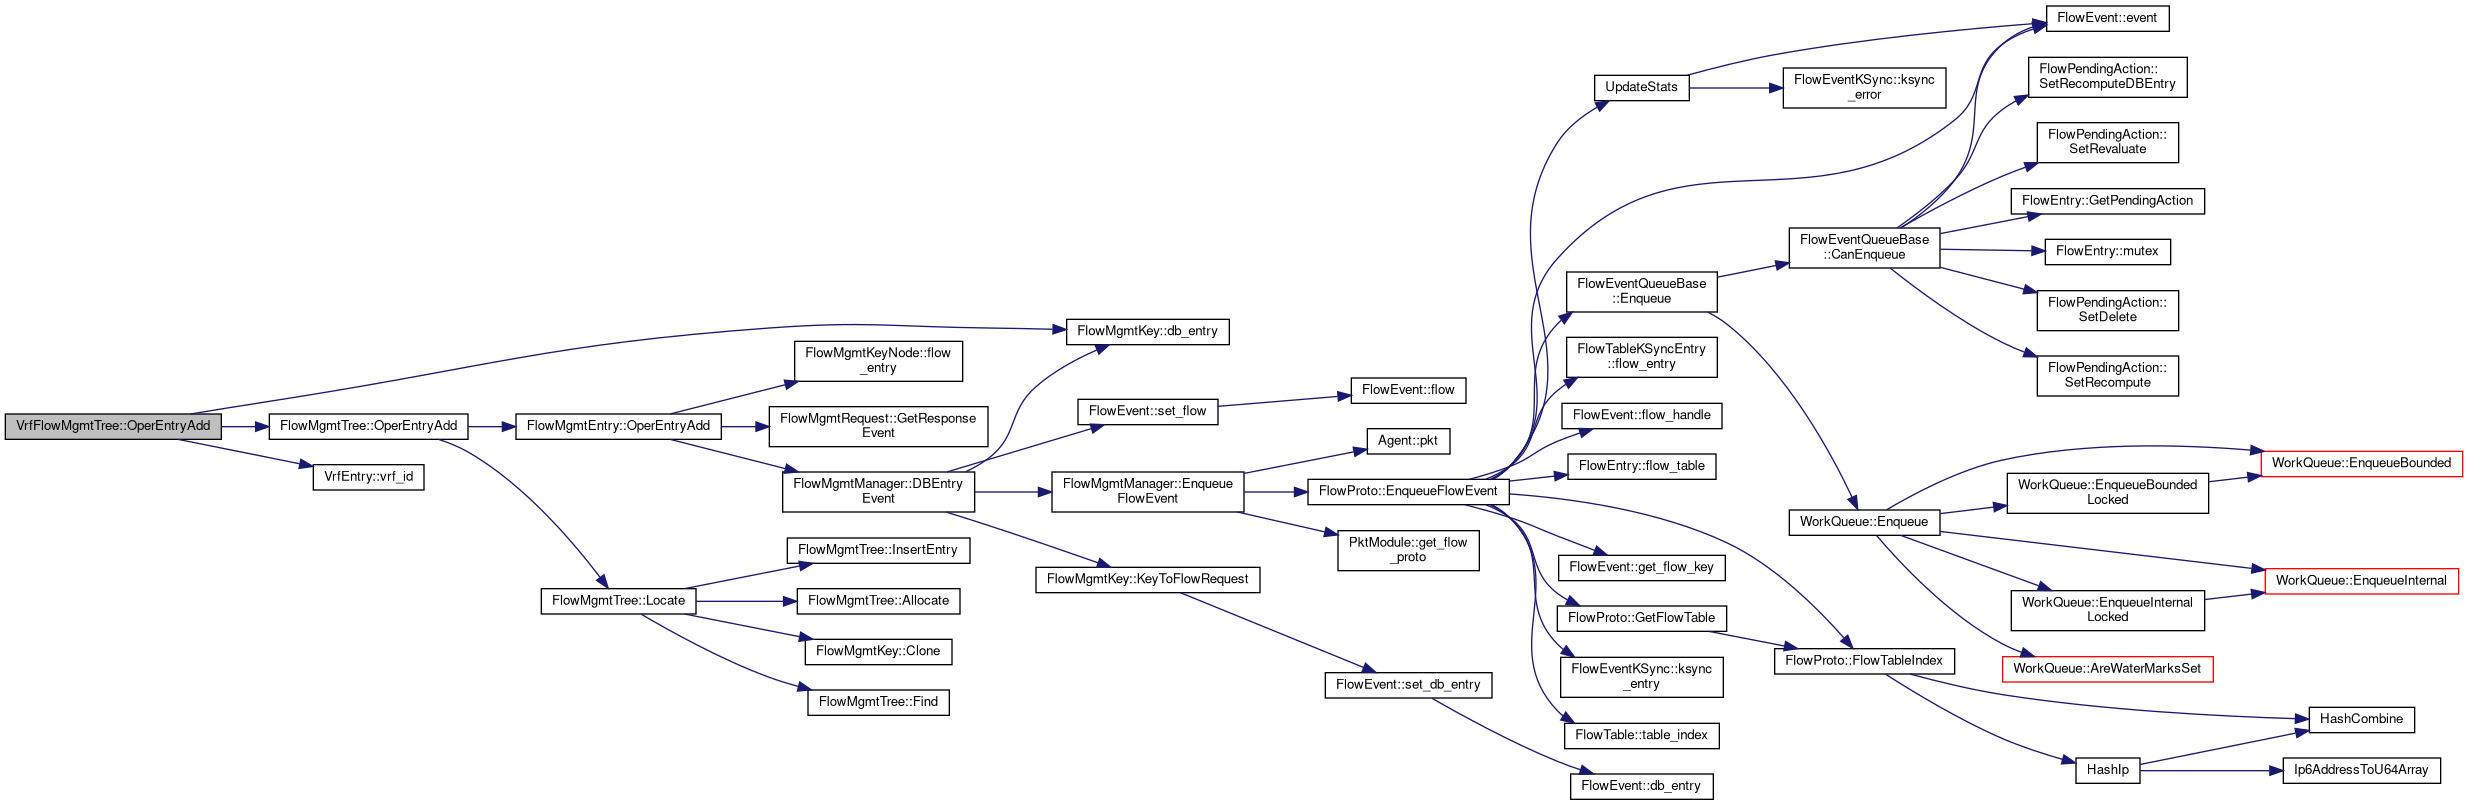 VrfFlowMgmtTree::OperEntryAdd
FlowMgmtTree::OperEntryAdd
VrfEntry::vrf_id
FlowMgmtEntry::OperEntryAdd
FlowMgmtTree::Locate
FlowMgmtKeyNode::flow
_entry
FlowMgmtRequest::GetResponse
Event
FlowMgmtManager::DBEntry
Event
FlowMgmtTree::InsertEntry
FlowMgmtTree::Allocate
FlowMgmtKey::Clone
FlowMgmtTree::Find
FlowMgmtKey::db_entry
FlowEvent::set_flow
FlowMgmtManager::Enqueue
FlowEvent
FlowMgmtKey::KeyToFlowRequest
FlowEvent::flow
Agent::pkt
FlowProto::EnqueueFlowEvent
PktModule::get_flow
_proto
FlowEvent::set_db_entry
UpdateStats
FlowEventQueueBase
::Enqueue
FlowTableKSyncEntry
::flow_entry
FlowEvent::flow_handle
FlowEntry::flow_table
FlowEvent::get_flow_key
FlowProto::GetFlowTable
FlowEventKSync::ksync
_entry
FlowTable::table_index
FlowEvent::db_entry
FlowEventKSync::ksync
_error
FlowEventQueueBase
::CanEnqueue
WorkQueue::Enqueue
FlowProto::FlowTableIndex
FlowEvent::event
FlowPendingAction::
SetRecomputeDBEntry
FlowPendingAction::
SetRevaluate
FlowEntry::GetPendingAction
FlowEntry::mutex
FlowPendingAction::
SetDelete
FlowPendingAction::
SetRecompute
WorkQueue::EnqueueBounded
Locked
WorkQueue::EnqueueInternal
Locked
WorkQueue::AreWaterMarksSet
HashIp
WorkQueue::EnqueueBounded
WorkQueue::EnqueueInternal
HashCombine
Ip6AddressToU64Array